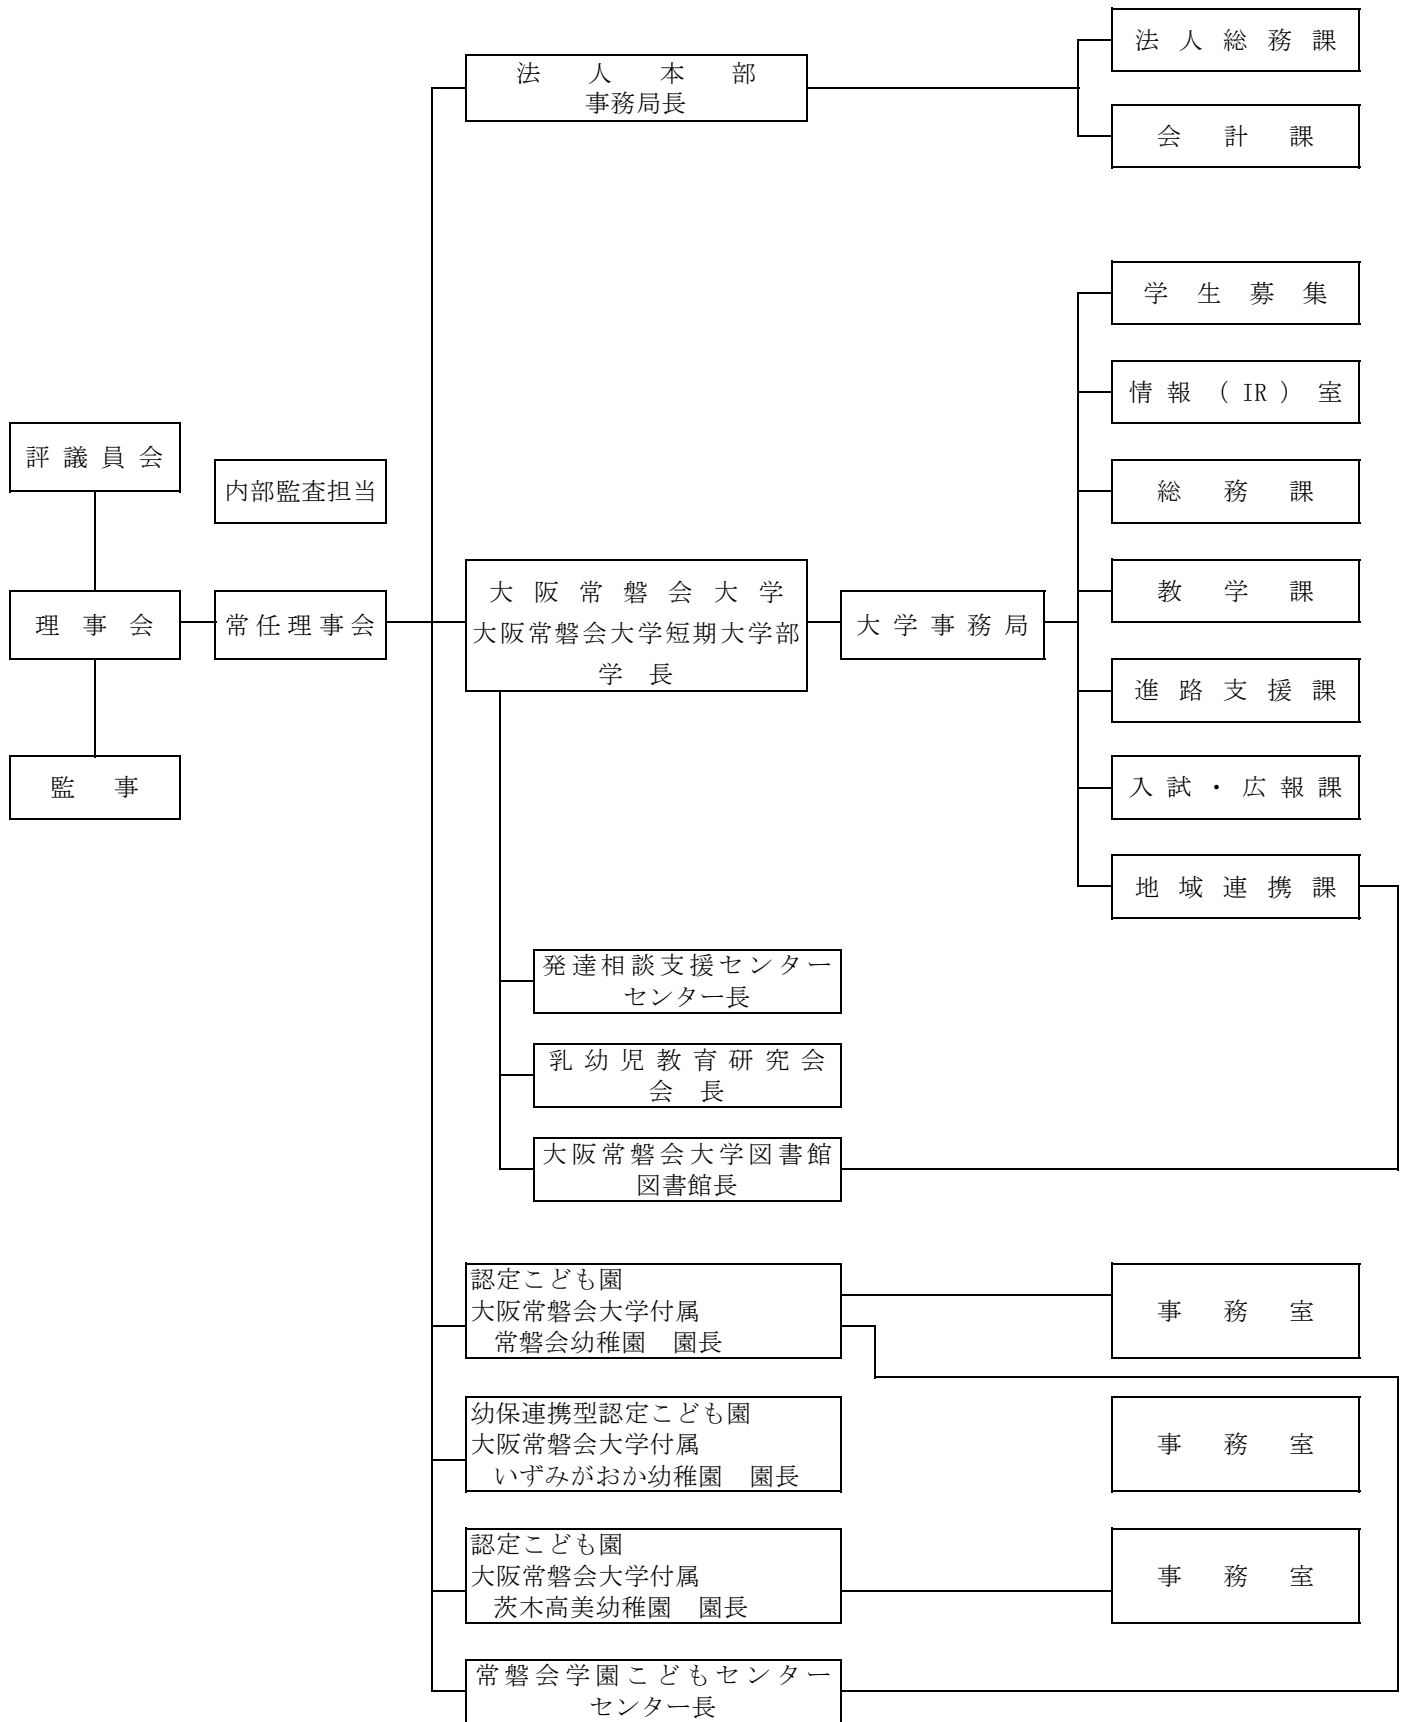 法人総務課
法人本部
事務局長
会計課
学生募集
情報(IR)室
評議員会
内部監査担当
総務課
大阪常磐会大学
大阪常磐会大学短期大学部
学長
理事会
常任理事会
大学事務局
教学課
進路支援課
監事
入試・広報課
地域連携課
発達相談支援センター
センター長
乳幼児教育研究会
会長
大阪常磐会大学図書館
図書館長
認定こども園
大阪常磐会大学付属
常磐会幼稚園 園長
事務室
幼保連携型認定こども園
大阪常磐会大学付属
いずみがおか幼稚園 園長
事務室
認定こども園
大阪常磐会大学付属
茨木高美幼稚園 園長
事務室
常磐会学園こどもセンター
センター長